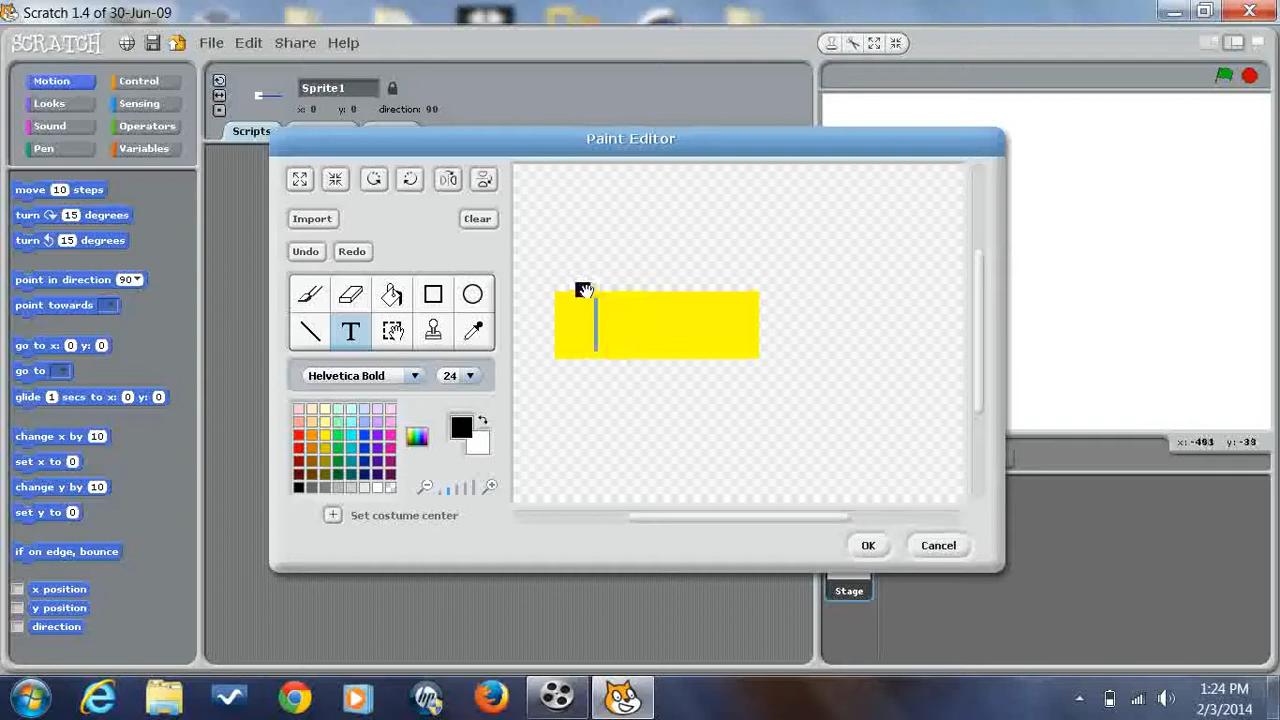 Scratch 1.4 of 30-Jun-09
SCRATCH File Edit Share Help
Motion Control
Looks Sensing
Sound Operators
Pen Variables
Sprite1
x: 0 y: 0 direction: 90
Scripts
move 10 steps
turn 15 degrees
turn 15 degrees
point in direction 90
point towards
go to x: 0 y: 0
go to
glide 1 secs to x: 0 y: 0
change x by 10
set x to 0
change y by 10
set y to 0
if on edge, bounce
x position
y position
direction
Paint Editor
Import Clear
Undo Redo
T
Helvetica Bold 24
Set costume center
OK Cancel
x: -401 y: -38
Stage
1:24 PM
2/3/2014